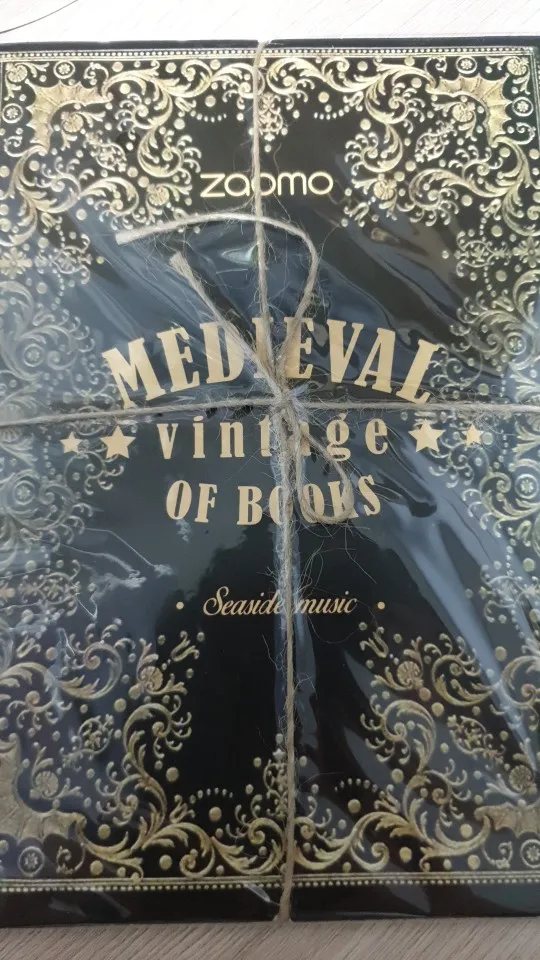 zaomo
MEDIEVAL
vintage
OF BOOKS
Seaside music